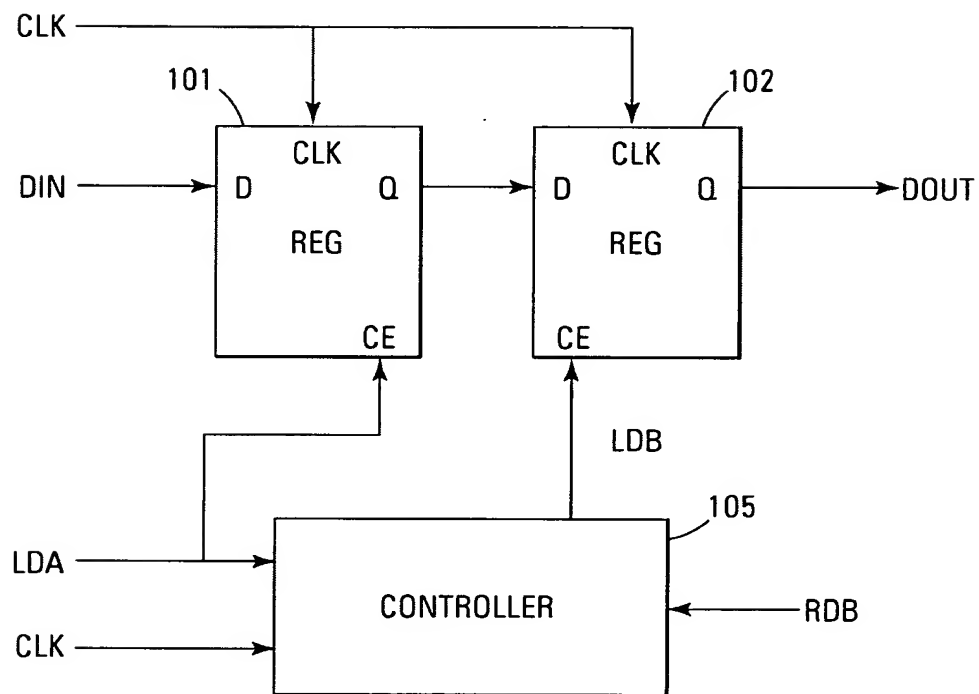 CLK
101
102
CLK
CLK
DIN
D
Q
D
Q
DOUT
REG
REG
CE
CE
LDB
105
LDA
CONTROLLER
RDB
CLK